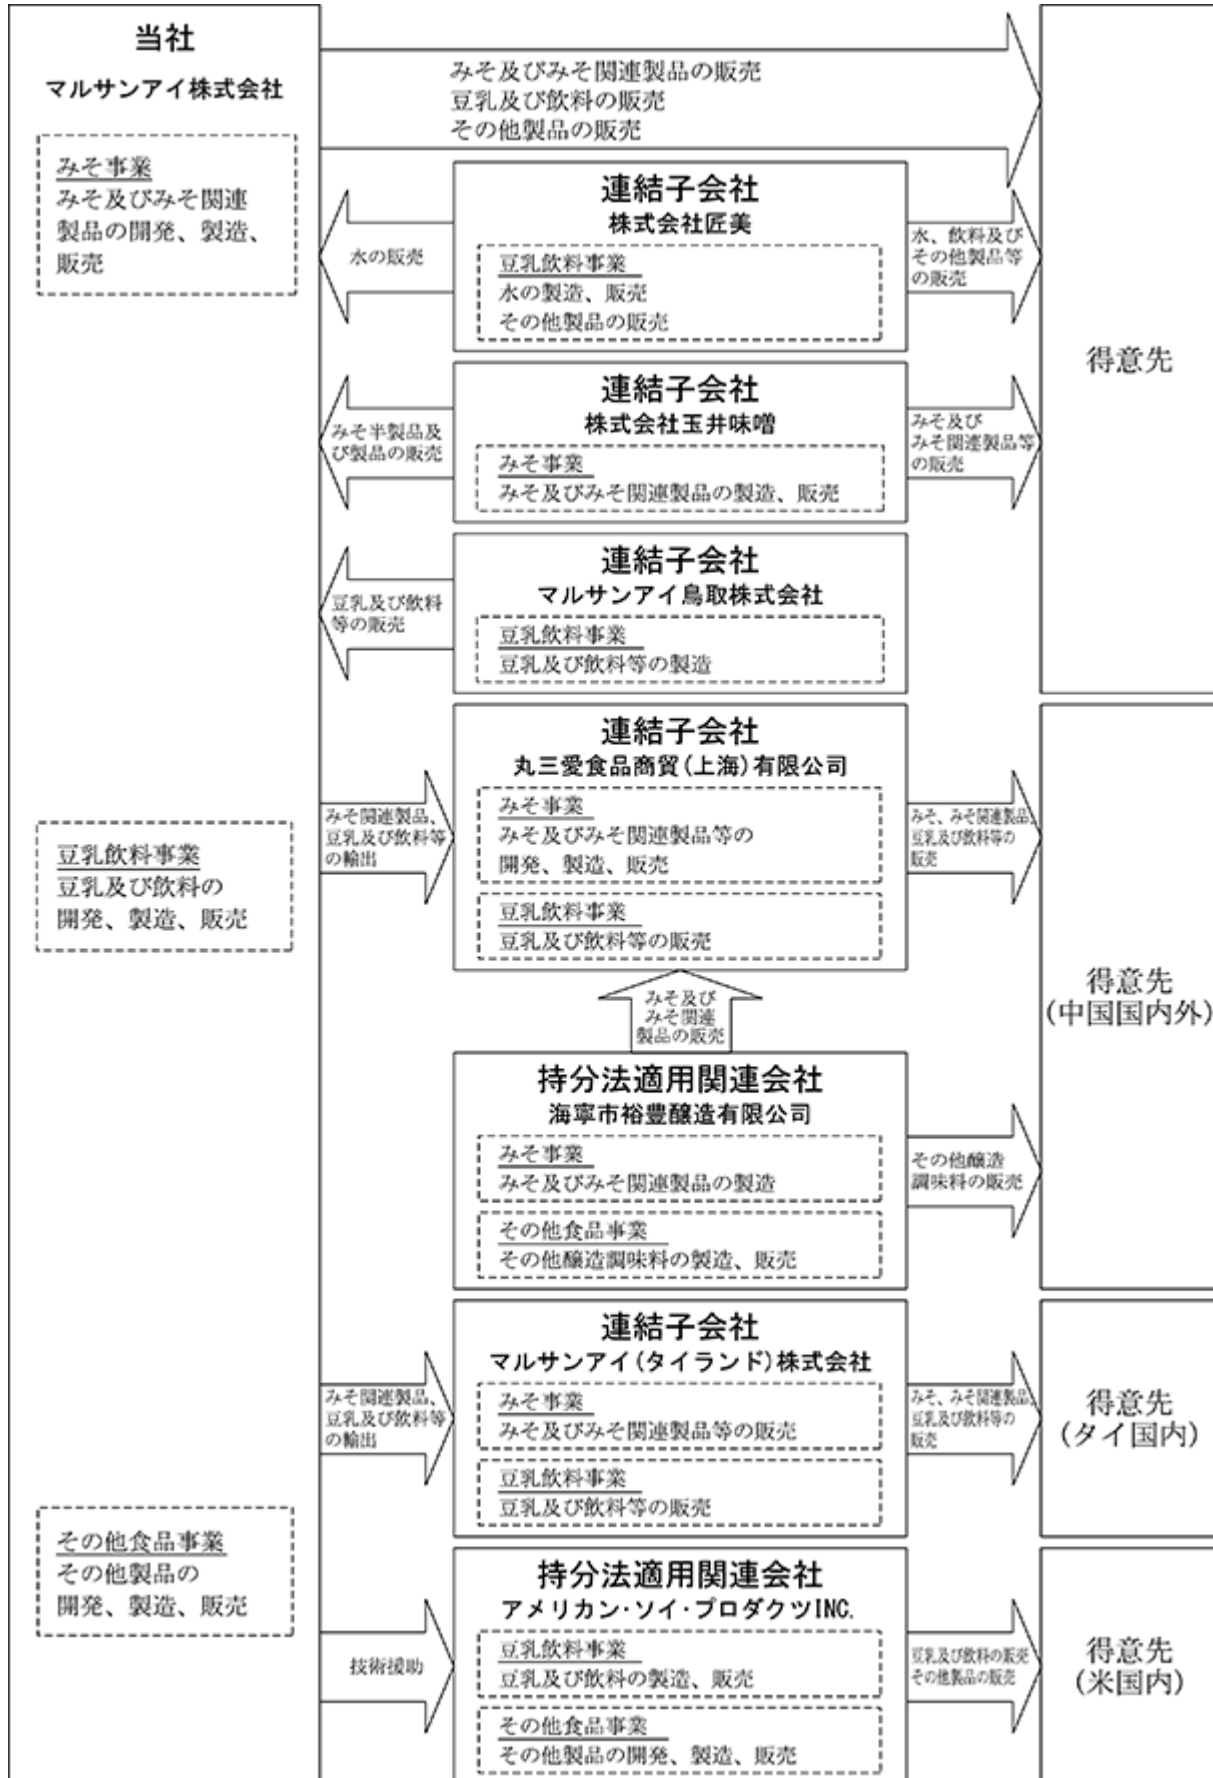 当社
マルサンアイ株式会社
みそ事業
みそ及びみそ関連
製品の開発、製造、
販売
豆乳飲料事業
豆乳及び飲料の
開発、製造、販売
その他食品事業
その他製品の
開発、製造、販売
みそ及びみそ関連製品の販売
豆乳及び飲料の販売
その他製品の販売
水の販売
連結子会社
株式会社匠美
豆乳飲料事業
水の製造、販売
その他製品の販売
水、飲料及び
その他製品等
の販売
みそ半製品及
び製品の販売
連結子会社
株式会社玉井味噌
みそ事業
みそ及びみそ関連製品の製造、販売
みそ及び
みそ関連製品等
の販売
豆乳及び飲料
等の販売
連結子会社
マルサンアイ鳥取株式会社
豆乳飲料事業
豆乳及び飲料等の製造
得意先
みそ関連製品、
豆乳及び飲料等
の輸出
連結子会社
丸三愛食品商貿(上海)有限公司
みそ事業
みそ及びみそ関連製品等の
開発、製造、販売
豆乳飲料事業
豆乳及び飲料等の販売
みそ、みそ関連製品、
豆乳及び飲料等の
販売
みそ及び
みそ関連
製品の販売
持分法適用関連会社
海寧市裕豊醸造有限公司
みそ事業
みそ及びみそ関連製品の製造
その他食品事業
その他醸造調味料の製造、販売
その他醸造
調味料の販売
得意先
(中国国内外)
みそ関連製品、
豆乳及び飲料等
の輸出
連結子会社
マルサンアイ(タイランド)株式会社
みそ事業
みそ及びみそ関連製品等の販売
豆乳飲料事業
豆乳及び飲料等の販売
みそ、みそ関連製品、
豆乳及び飲料等の
販売
得意先
(タイ国内)
技術援助
持分法適用関連会社
アメリカン・ソイ・プロダクツINC.
豆乳飲料事業
豆乳及び飲料の製造、販売
その他食品事業
その他製品の開発、製造、販売
豆乳及び飲料の販売
その他製品の販売
得意先
(米国内)